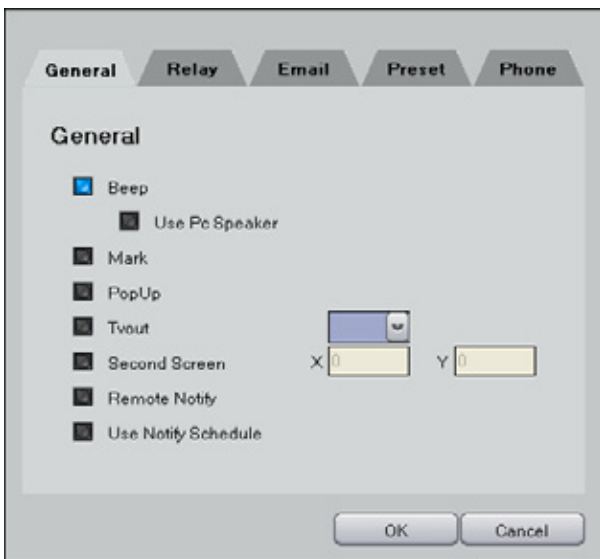 General Relay Email Preset Phone
General
Beep
Use Pc Speaker
Mark
PopUp
Tvout
Second Screen X 0 Y 0
Remote Notify
Use Notify Schedule
OK Cancel